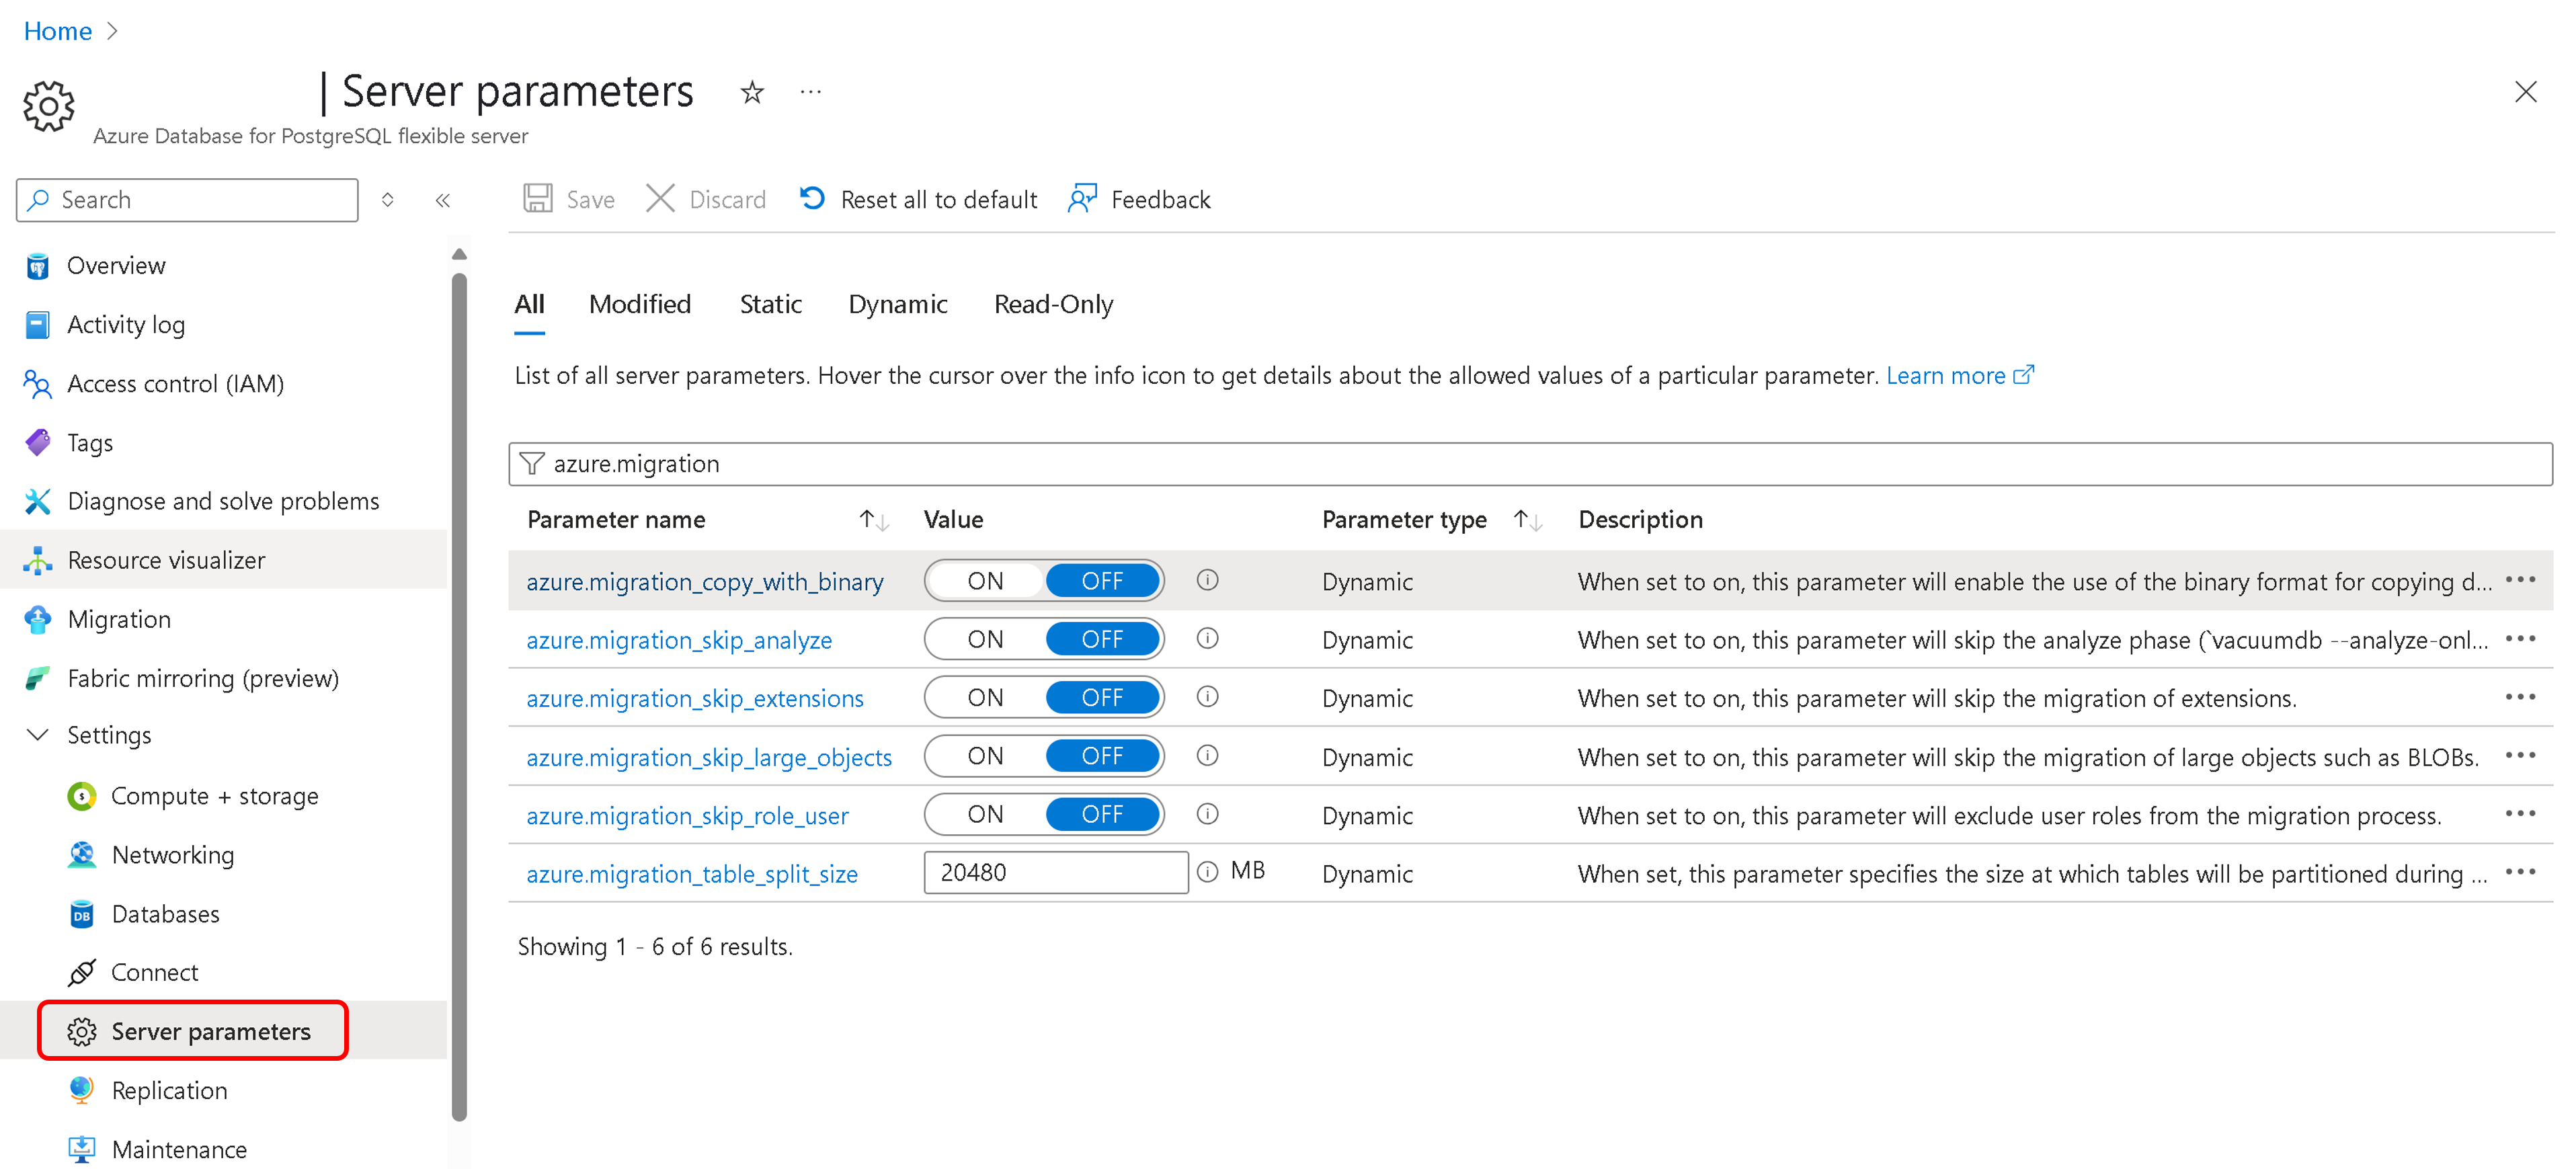 Home
| Server parameters
Azure Database for PostgreSQL flexible server
Search
Save
Discard
Reset all to default
Feedback
Overview
Activity log
Access control (IAM)
Tags
Diagnose and solve problems
Resource visualizer
Migration
Fabric mirroring (preview)
Settings
Compute + storage
Networking
Databases
Connect
Server parameters
Replication
Maintenance
All Modified Static Dynamic Read-Only
List of all server parameters. Hover the cursor over the info icon to get details about the allowed values of a particular parameter. Learn more
azure.migration
Parameter name Value Parameter type Description
azure.migration_copy_with_binary ON OFF Dynamic When set to on, this parameter will enable the use of the binary format for copying d...
azure.migration_skip_analyze ON OFF Dynamic When set to on, this parameter will skip the analyze phase (`vacuumdb --analyze-onl...
azure.migration_skip_extensions ON OFF Dynamic When set to on, this parameter will skip the migration of extensions.
azure.migration_skip_large_objects ON OFF Dynamic When set to on, this parameter will skip the migration of large objects such as BLOBs.
azure.migration_skip_role_user ON OFF Dynamic When set to on, this parameter will exclude user roles from the migration process.
azure.migration_table_split_size 20480 MB Dynamic When set, this parameter specifies the size at which tables will be partitioned during ...
Showing 1 - 6 of 6 results.